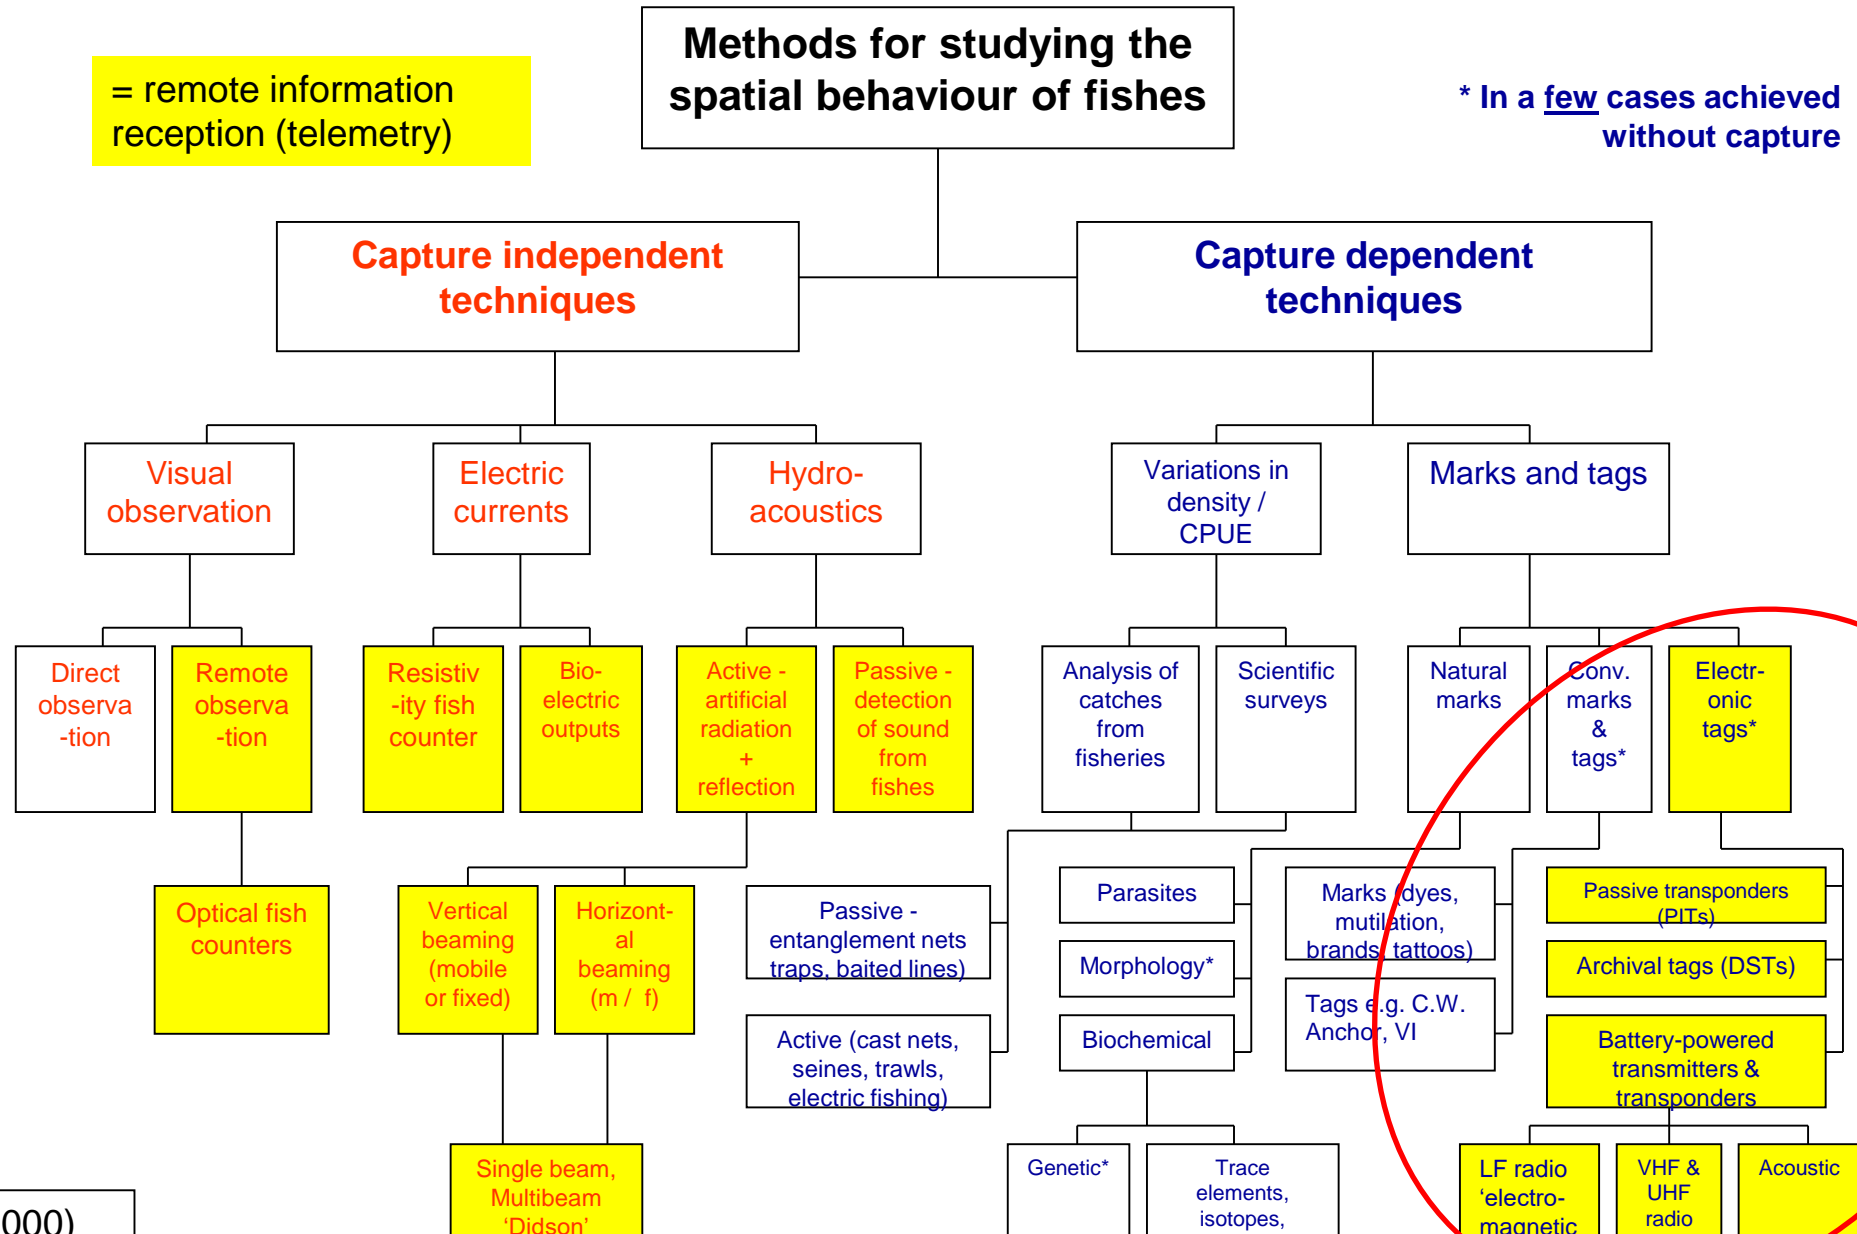 Methods for studying the
spatial behaviour of fishes
= remote information
reception (telemetry)
* In a few cases achieved
without capture
Capture independent
techniques
Capture dependent
techniques
Visual
observation
Electric
currents
Hydro-
acoustics
Variations in
density /
CPUE
Marks and tags
Direct
observa
-tion
Remote
observa
-tion
Resistiv
-ity fish
counter
Bio-
electric
outputs
Active -
artificial
radiation
+
reflection
Passive -
detection
of sound
from
fishes
Analysis of
catches
from
fisheries
Scientific
surveys
Natural
marks
Conv.
marks
&
tags*
Electr-
onic
tags*
Optical fish
counters
Vertical
beaming
(mobile
or fixed)
Horizont-
al
beaming
(m / f)
Passive -
entanglement nets
traps, baited lines)
Active (cast nets,
seines, trawls,
electric fishing)
Parasites
Morphology*
Biochemical
Marks (dyes,
mutilation,
brands, tattoos)
Tags e.g. C.W.
Anchor, VI
Passive transponders
(PITs)
Archival tags (DSTs)
Battery-powered
transmitters &
transponders
Single beam,
Multibeam
‘Didson’
Genetic*
Trace
elements,
isotopes,
LF radio
‘electro-
magnetic
VHF &
UHF
radio
Acoustic
000)